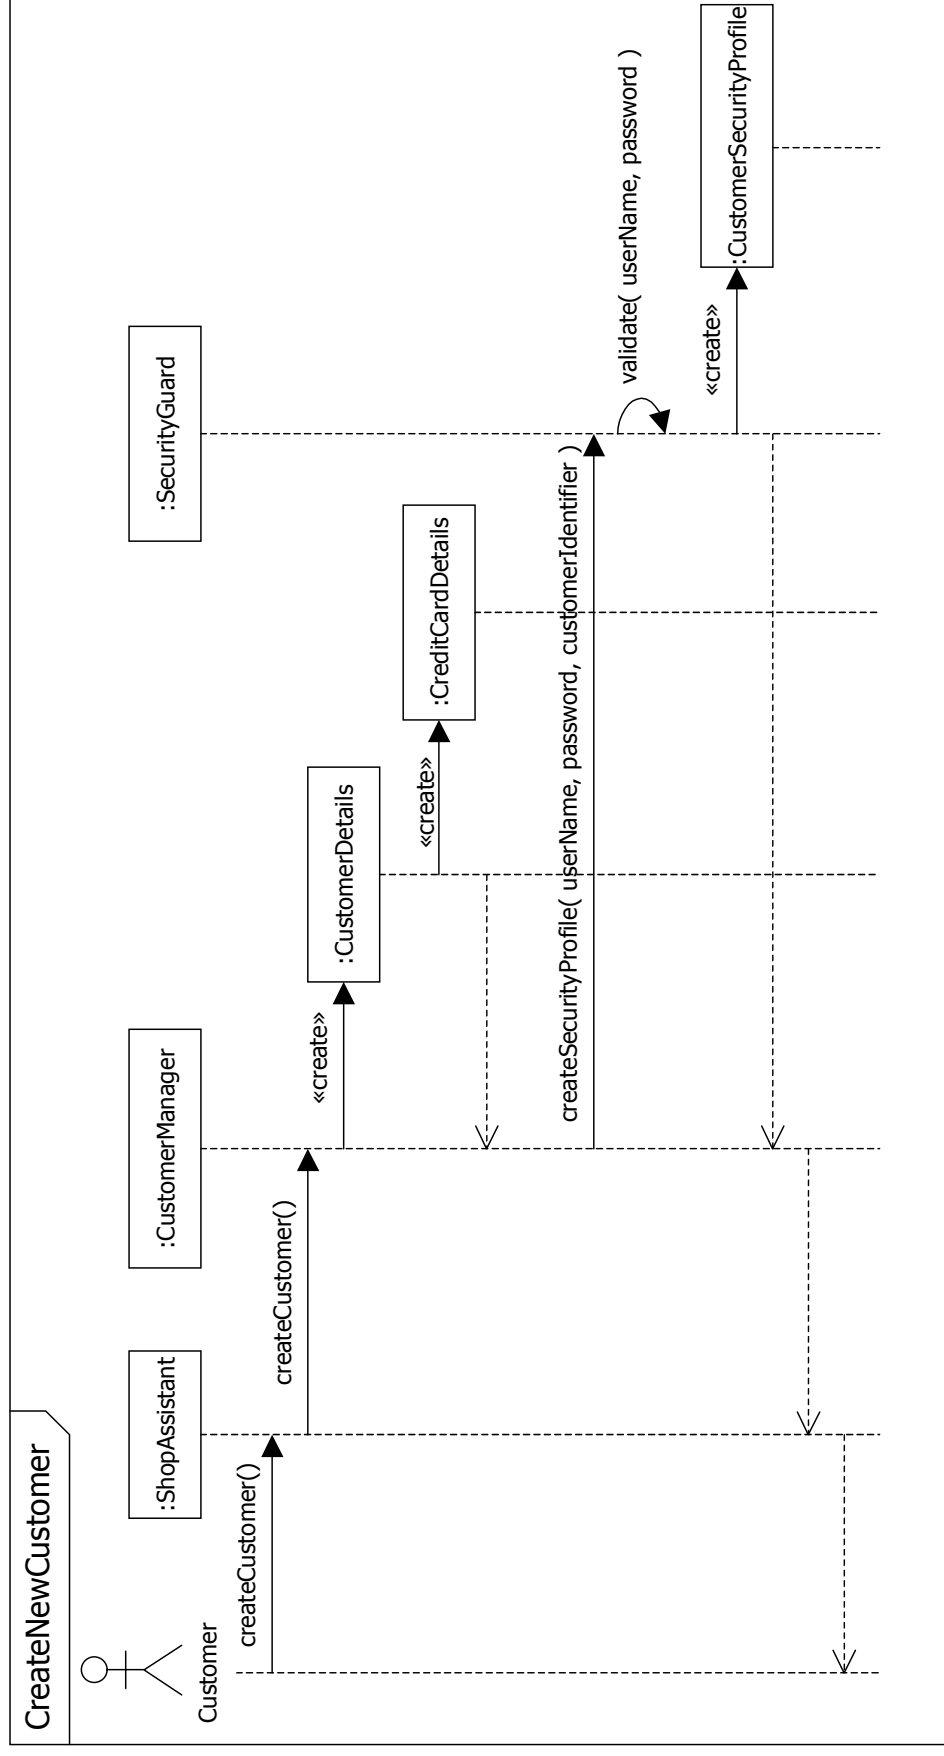 CreateNewCustomer
Customer
:ShopAssistant
:CustomerManager
:SecurityGuard
createCustomer()
createCustomer()
«create»
:CustomerDetails
«create»
:CreditCardDetails
createSecurityProfile( userName, password, customerIdentifier )
validate( userName, password )
«create»
:CustomerSecurityProfile